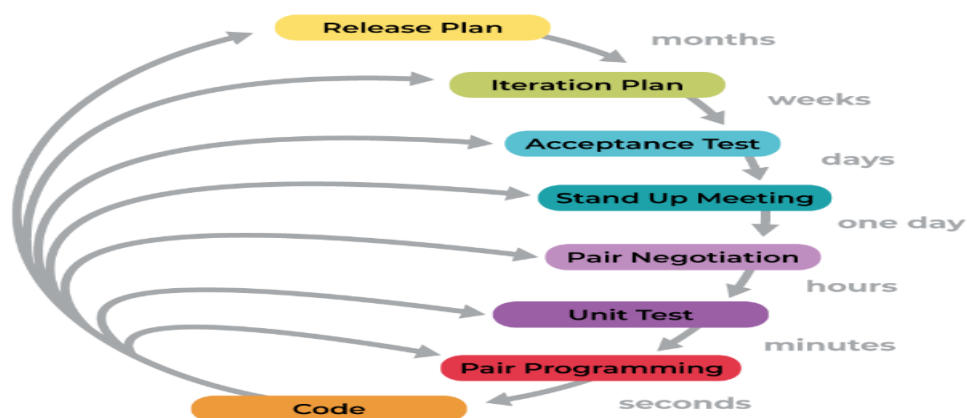 Release Plan
months
Iteration Plan
weeks
Acceptance Test
days
Stand Up Meeting
one day
Pair Negotiation
hours
Unit Test
minutes
Pair Programming
seconds
Code